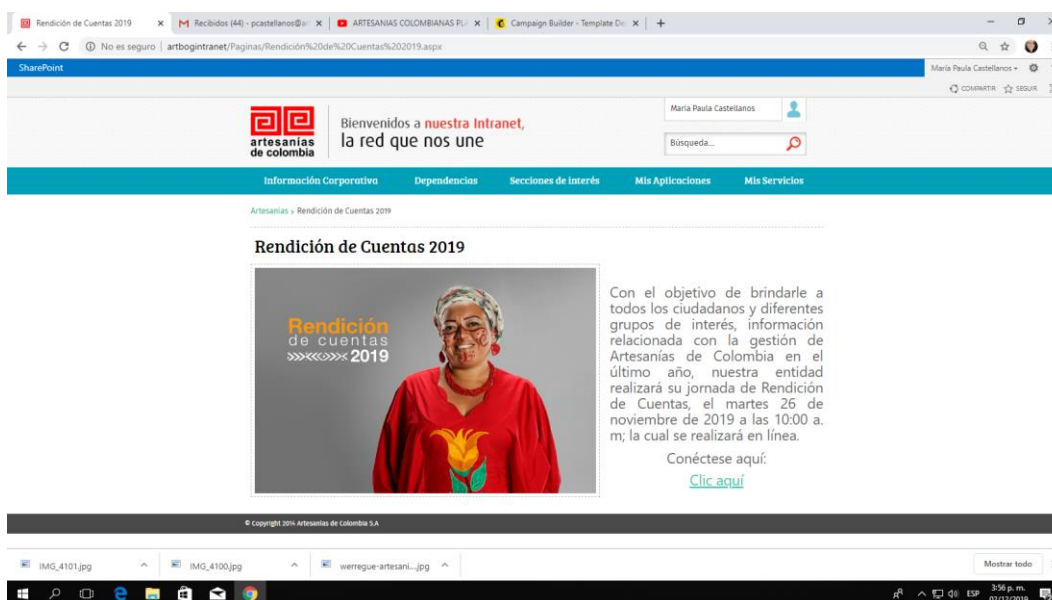 Rendición de Cuentas 2019
Recibidos (44) - pcastellanos@ar
ARTESANIAS COLOMBIANAS PLA
Campaign Builder - Template De
No es seguro | artbogintranet/Paginas/Rendición%20de%20Cuentas%202019.aspx
SharePoint
María Paula Castellanos
COMPARTIR
SEGUIR
artesanías
de colombia
Bienvenidos a nuestra Intranet,
la red que nos une
María Paula Castellanos
Búsqueda...
Información Corporativa
Dependencias
Secciones de interés
Mis Aplicaciones
Mis Servicios
Artesanías » Rendición de Cuentas 2019
Rendición de Cuentas 2019
Rendición
de cuentas
2019
Con el objetivo de brindarle a
todos los ciudadanos y diferentes
grupos de interés, información
relacionada con la gestión de
Artesanías de Colombia en el
último año, nuestra entidad
realizará su jornada de Rendición
de Cuentas, el martes 26 de
noviembre de 2019 a las 10:00 a.
m; la cual se realizará en línea.
Conéctese aquí:
Clic aquí
© Copyright 2014 Artesanías de Colombia S.A
IMG_4101.jpg
IMG_4100.jpg
werregue-artesani....jpg
Mostrar todo
ESP
3:56 p. m.
02/12/2019